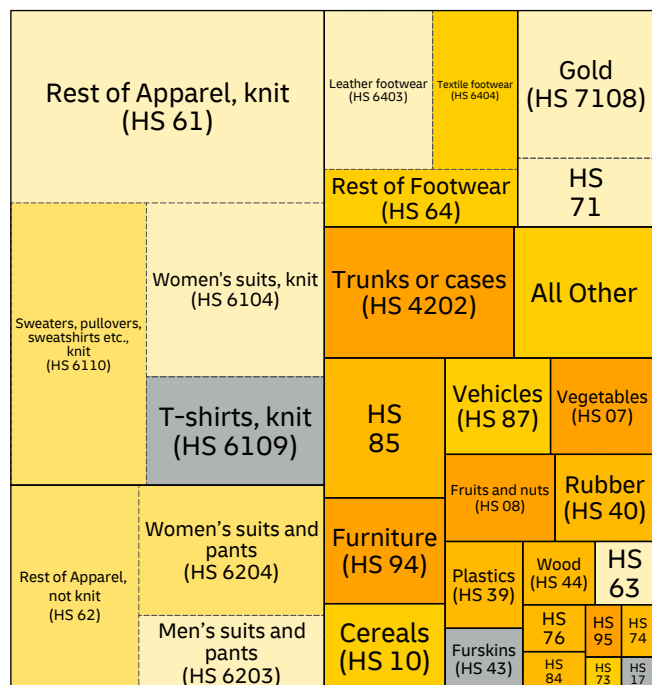 Rest of Apparel, knit
(HS 61)
Sweaters, pullovers,
sweatshirts etc.,
knit
(HS 6110)
Women's suits, knit
(HS 6104)
T-shirts, knit
(HS 6109)
Rest of Apparel,
not knit
(HS 62)
Women’s suits and
pants
(HS 6204)
Men’s suits and
pants
(HS 6203)
Leather footwear
(HS 6403)
Textile footwear
(HS 6404)
Rest of Footwear
(HS 64)
Gold
(HS 7108)
HS
71
Trunks or cases
(HS 4202)
All Other
HS
85
Furniture
(HS 94)
Cereals
(HS 10)
Vehicles
(HS 87)
Vegetables
(HS 07)
Fruits and nuts
(HS 08)
Rubber
(HS 40)
Plastics
(HS 39)
Furskins
(HS 43)
Wood
(HS 44)
HS
63
HS
76
HS
95
HS
74
HS
84
HS
73
HS
17